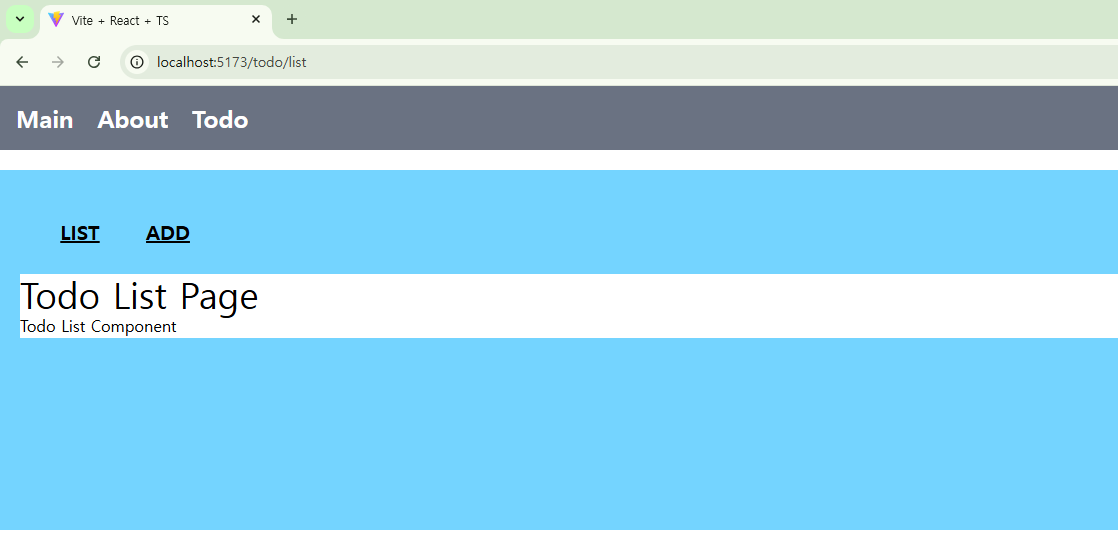 Vite + React + TS
localhost:5173/todo/list
Main About Todo
LIST ADD
Todo List Page
Todo List Component